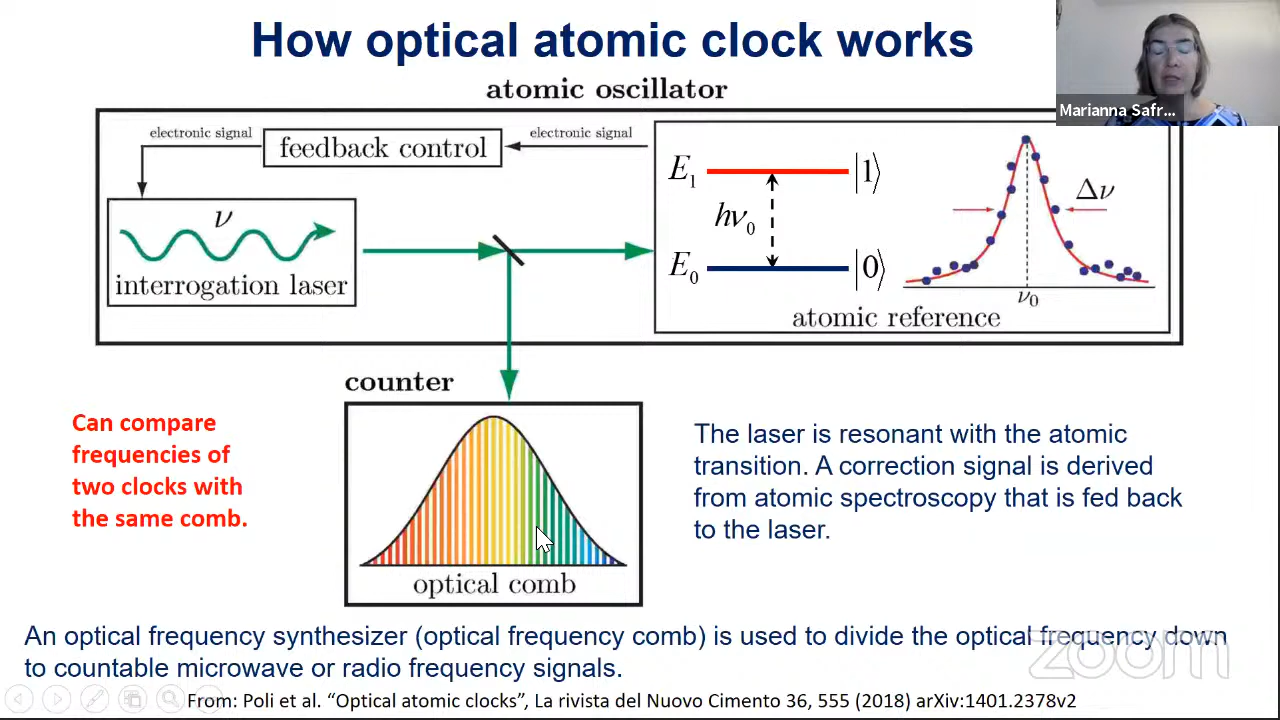 How optical atomic clock works
Marianna Safr...
atomic oscillator
electronic signal
feedback control
electronic signal
ν
interrogation laser
E₁
|1⟩
hν₀
E₀
|0⟩
Δν
ν₀
atomic reference
counter
optical comb
Can compare
frequencies of
two clocks with
the same comb.
The laser is resonant with the atomic
transition. A correction signal is derived
from atomic spectroscopy that is fed back
to the laser.
An optical frequency synthesizer (optical frequency comb) is used to divide the optical frequency down
to countable microwave or radio frequency signals.
zoom
From: Poli et al. “Optical atomic clocks”, La rivista del Nuovo Cimento 36, 555 (2018) arXiv:1401.2378v2